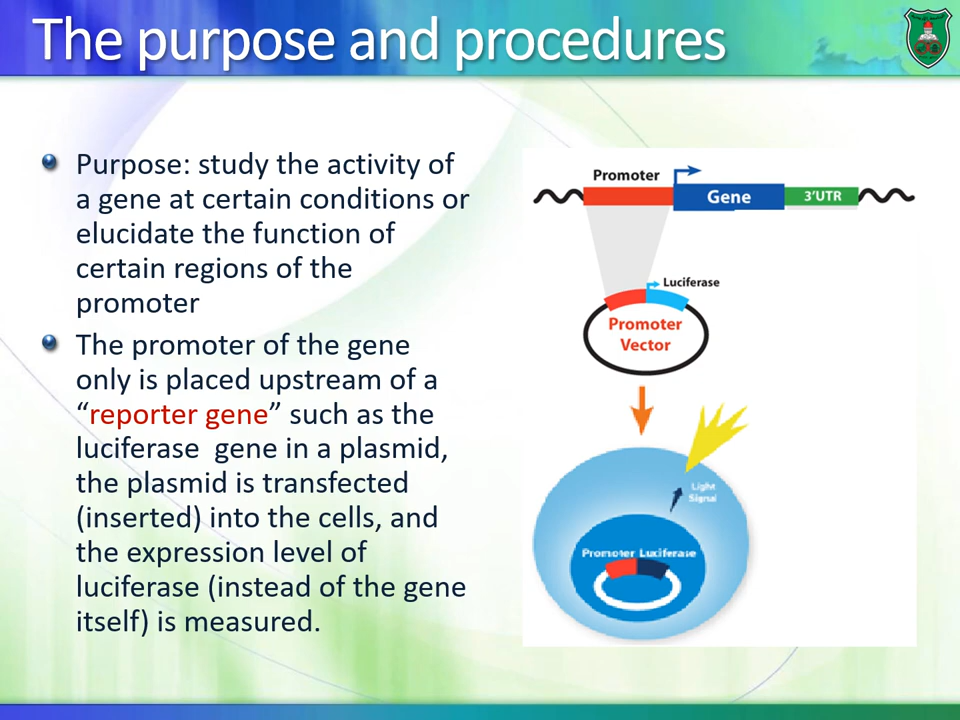 The purpose and procedures
Purpose: study the activity of
a gene at certain conditions or
elucidate the function of
certain regions of the
promoter
The promoter of the gene
only is placed upstream of a
“reporter gene” such as the
luciferase  gene in a plasmid,
the plasmid is transfected
(inserted) into the cells, and
the expression level of
luciferase (instead of the gene
itself) is measured.
Promoter
Gene
3'UTR
Luciferase
Promoter
Vector
Light
Signal
Promoter Luciferase